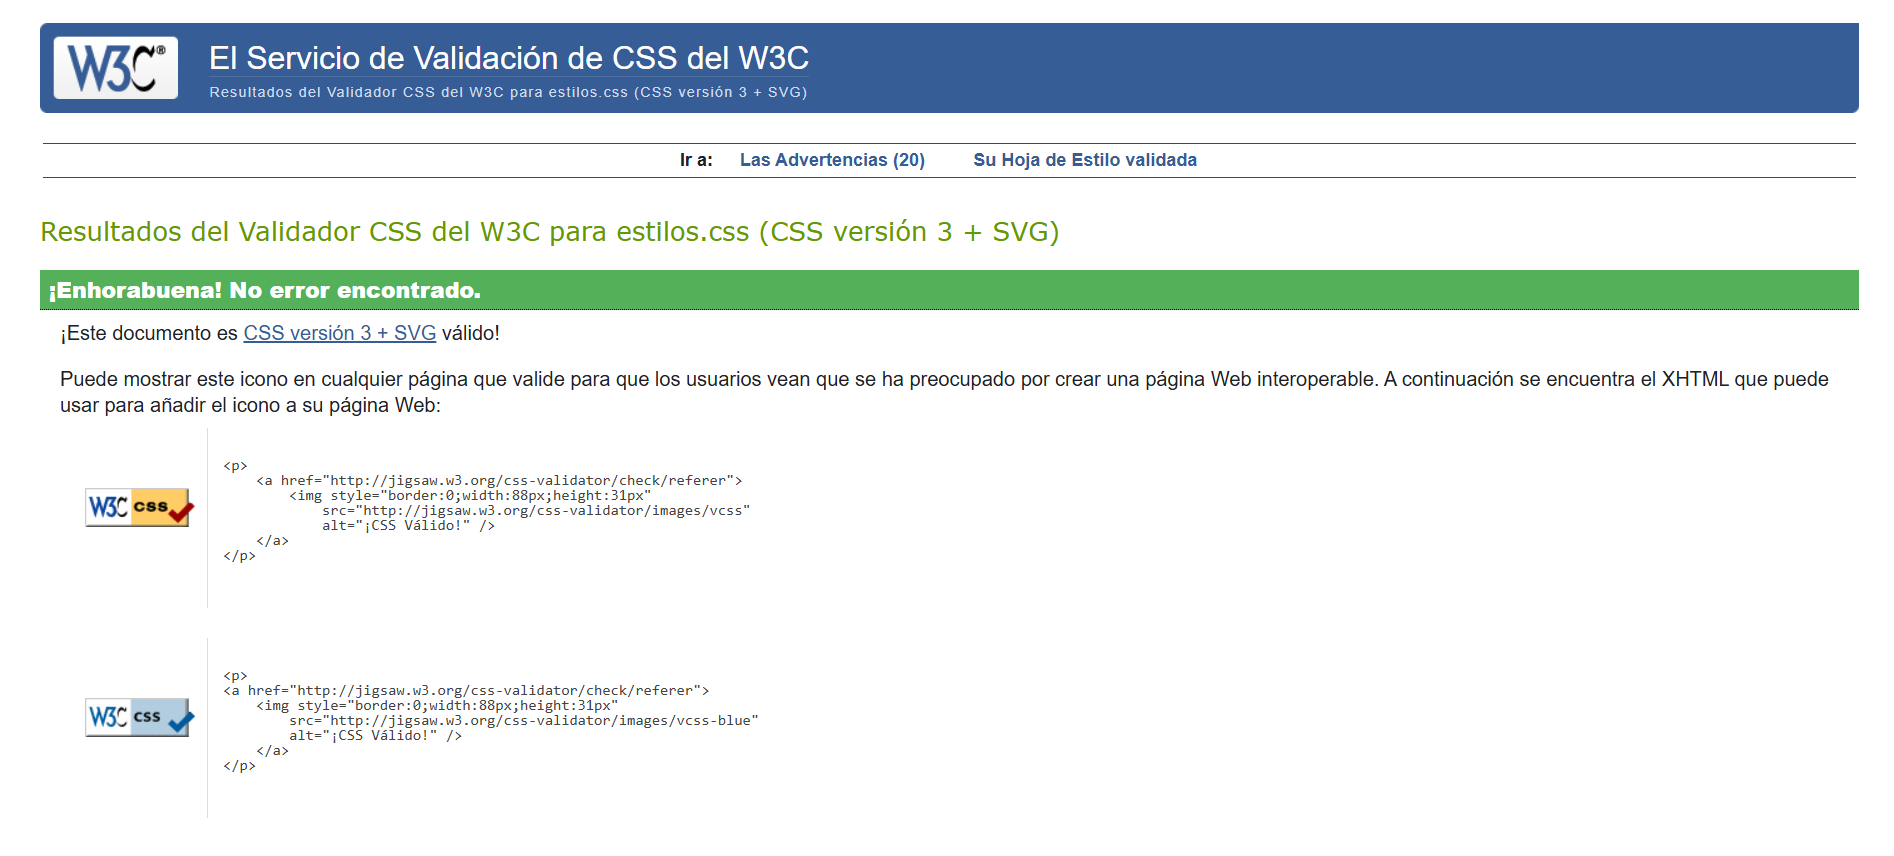 W3C®
El Servicio de Validación de CSS del W3C
Resultados del Validador CSS del W3C para estilos.css (CSS versión 3 + SVG)
Ir a: Las Advertencias (20) Su Hoja de Estilo validada
Resultados del Validador CSS del W3C para estilos.css (CSS versión 3 + SVG)
¡Enhorabuena! No error encontrado.
¡Este documento es CSS versión 3 + SVG válido!
Puede mostrar este icono en cualquier página que valide para que los usuarios vean que se ha preocupado por crear una página Web interoperable. A continuación se encuentra el XHTML que puede
usar para añadir el icono a su página Web:
W3C css
<p>
    <a href="http://jigsaw.w3.org/css-validator/check/referer">
        <img style="border:0;width:88px;height:31px"
            src="http://jigsaw.w3.org/css-validator/images/vcss"
            alt="¡CSS Válido!" />
    </a>
</p>
W3C css
<p>
<a href="http://jigsaw.w3.org/css-validator/check/referer">
    <img style="border:0;width:88px;height:31px"
        src="http://jigsaw.w3.org/css-validator/images/vcss-blue"
        alt="¡CSS Válido!" />
    </a>
</p>